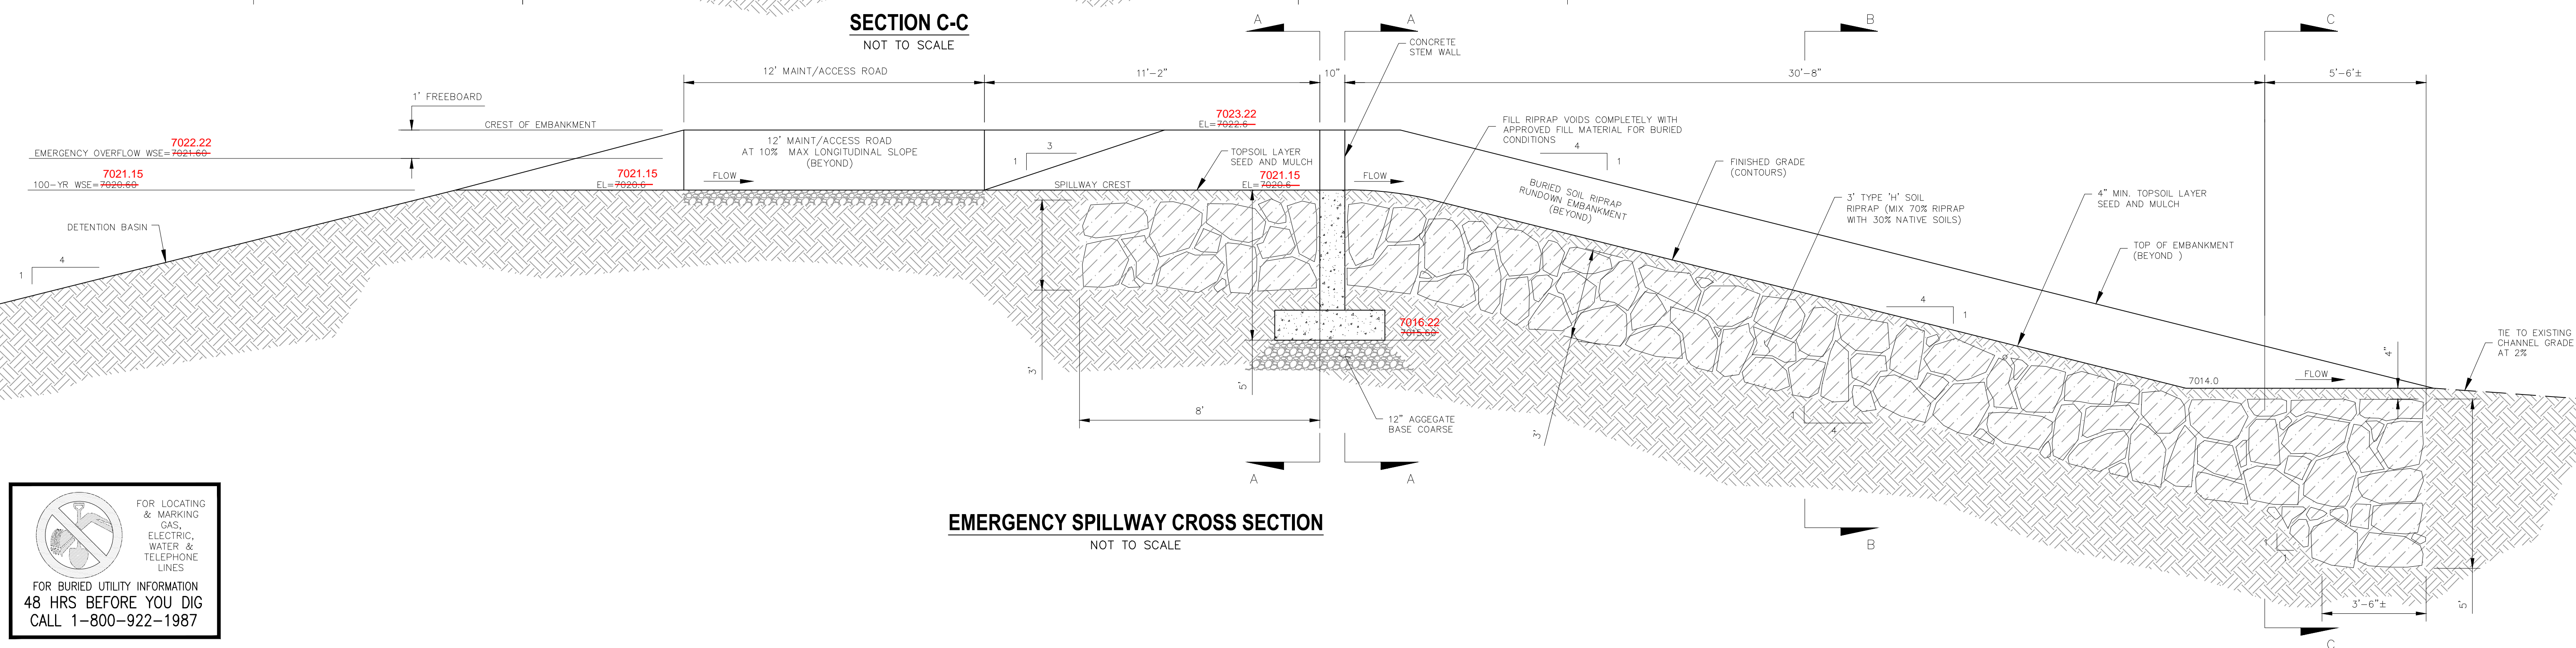 SECTION C-C
NOT TO SCALE
A
A
B
C
CONCRETE
STEM WALL
12' MAINT/ACCESS ROAD
11'-2"
10"
30'-8"
5'-6"±
1' FREEBOARD
CREST OF EMBANKMENT
7023.22
EL=7022.6
7022.22
EMERGENCY OVERFLOW WSE=7021.60
12' MAINT/ACCESS ROAD
AT 10% MAX LONGITUDINAL SLOPE
(BEYOND)
FLOW
3
1
TOPSOIL LAYER
SEED AND MULCH
FILL RIPRAP VOIDS COMPLETELY WITH
APPROVED FILL MATERIAL FOR BURIED
CONDITIONS
4
1
FINISHED GRADE
(CONTOURS)
7021.15
100-YR WSE=7020.60
7021.15
EL=7020.6
SPILLWAY CREST
7021.15
EL=7020.6
FLOW
BURIED SOIL RIPRAP
RUNDOWN EMBANKMENT
(BEYOND)
3' TYPE 'H' SOIL
RIPRAP (MIX 70% RIPRAP
WITH 30% NATIVE SOILS)
4" MIN. TOPSOIL LAYER
SEED AND MULCH
DETENTION BASIN
TOP OF EMBANKMENT
(BEYOND )
4
1
4
1
7016.22
7015.60
TIE TO EXISTING
CHANNEL GRADE
AT 2%
3'
5'
8'
12" AGGEGATE
BASE COARSE
3'
1
4
7014.0
FLOW
4"
A
A
B
1
1
3'-6"±
5'
C
EMERGENCY SPILLWAY CROSS SECTION
NOT TO SCALE
FOR LOCATING
& MARKING
GAS,
ELECTRIC,
WATER &
TELEPHONE
LINES
FOR BURIED UTILITY INFORMATION
48 HRS BEFORE YOU DIG
CALL 1-800-922-1987